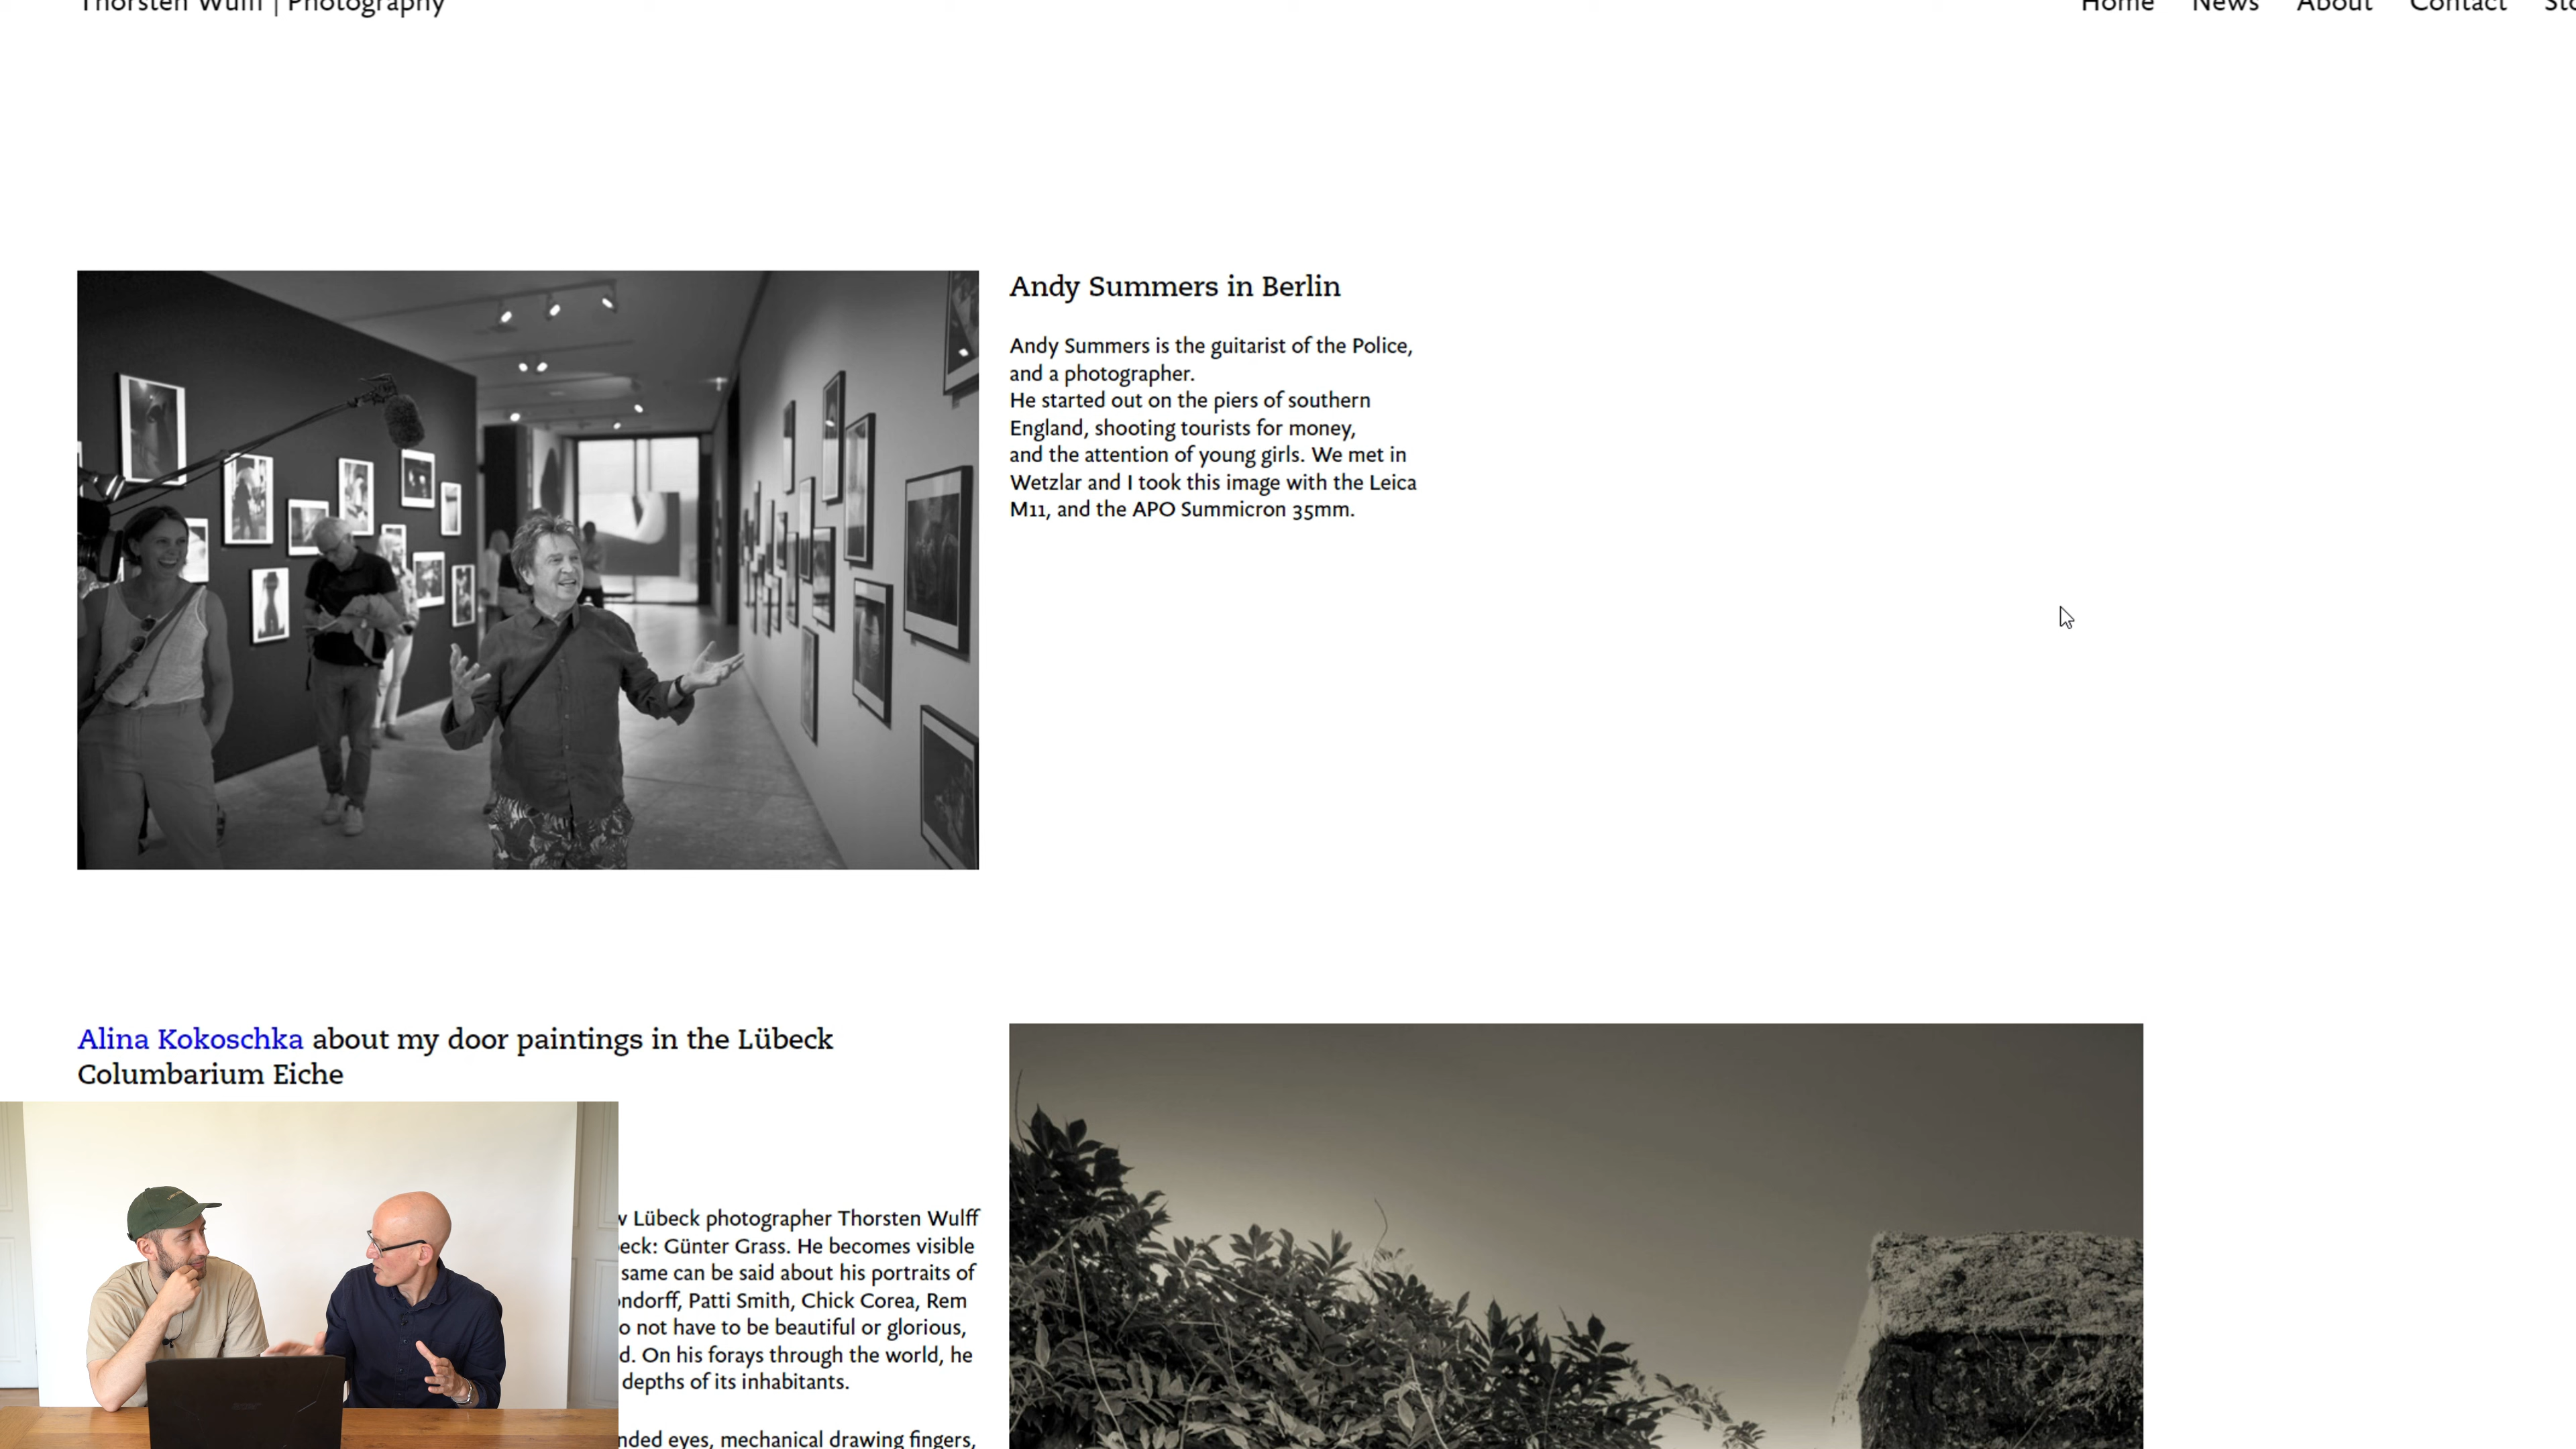 Thorsten Wulff | Photography
Home News About Contact
Andy Summers in Berlin
Andy Summers is the guitarist of the Police,
and a photographer.
He started out on the piers of southern
England, shooting tourists for money,
and the attention of young girls. We met in
Wetzlar and I took this image with the Leica
M11, and the APO Summicron 35mm.
Alina Kokoschka about my door paintings in the Lübeck
Columbarium Eiche
Lübeck photographer Thorsten Wulff
Günter Grass. He becomes visible
same can be said about his portraits of
Patti Smith, Chick Corea, Rem
not have to be beautiful or glorious,
On his forays through the world, he
depths of its inhabitants.
eyes, mechanical drawing fingers,